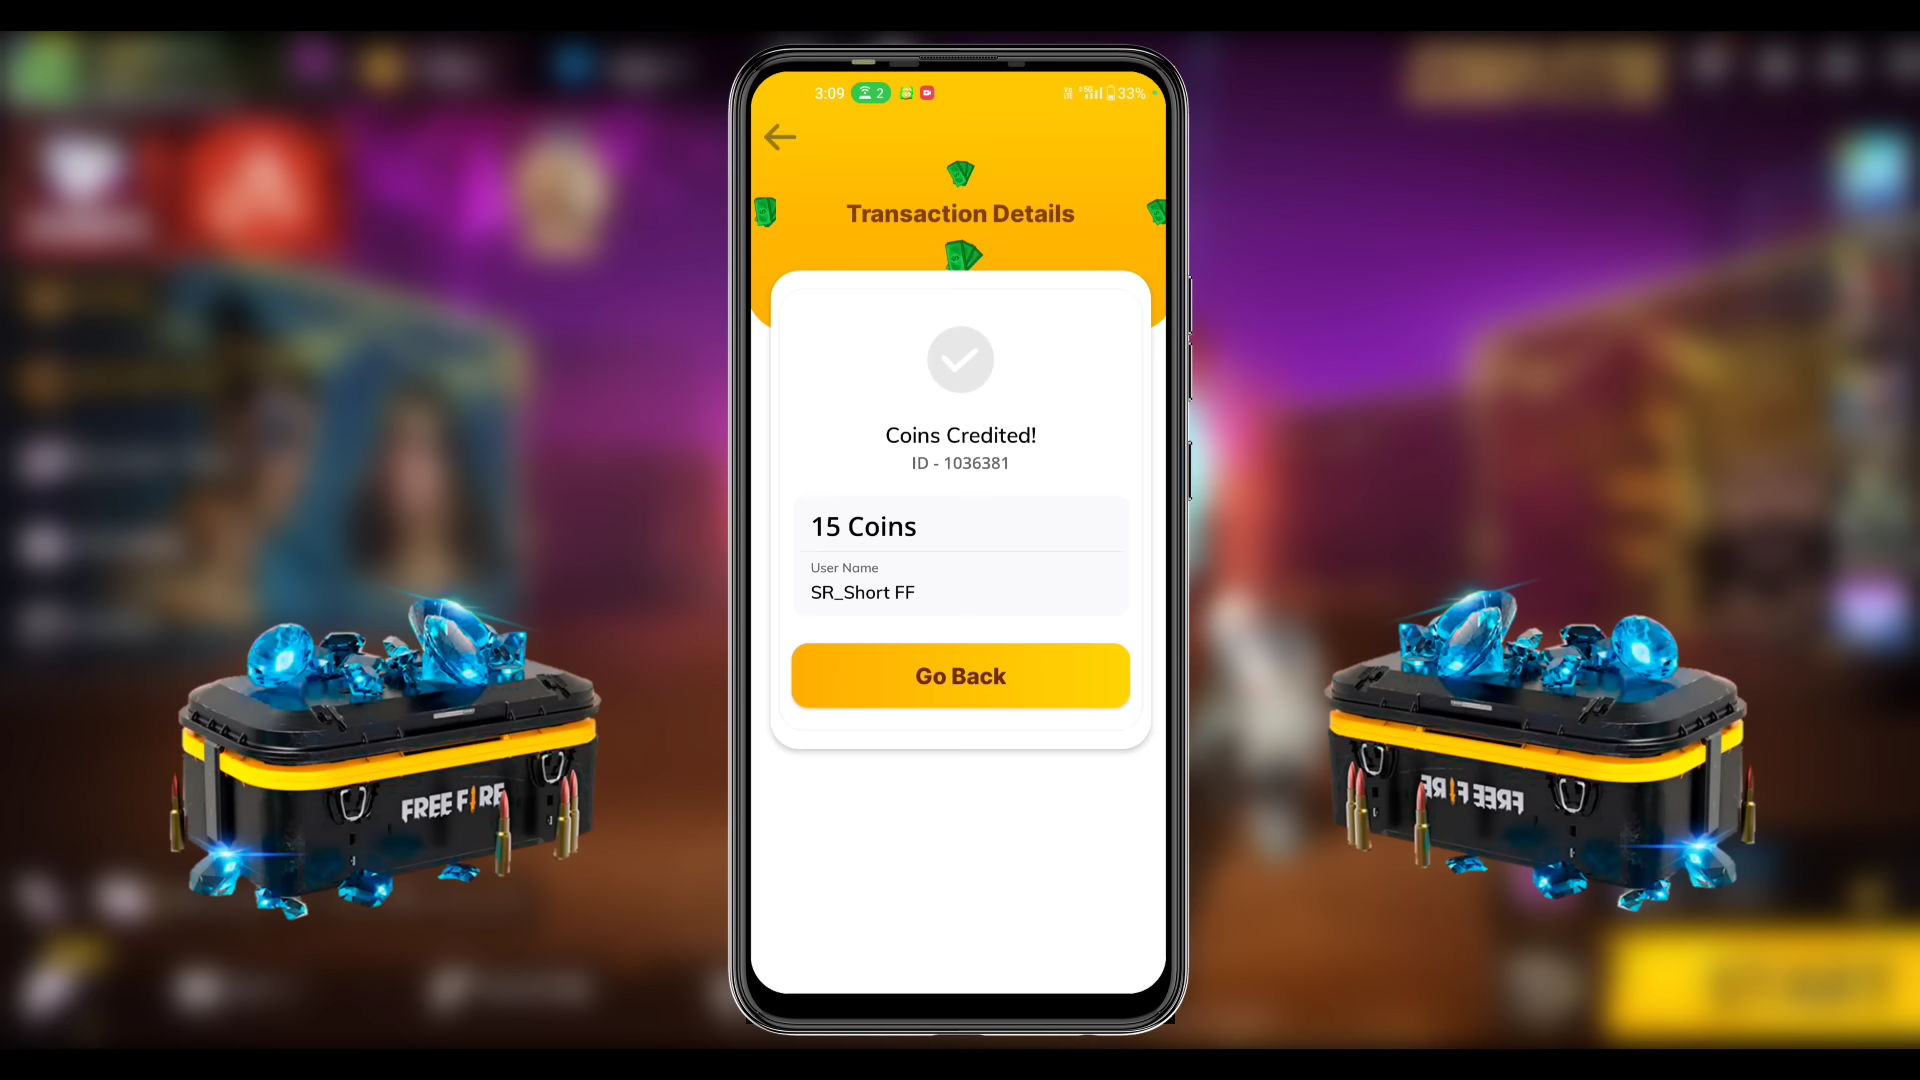 3:09 2 33%
Transaction Details
Coins Credited!
ID - 1036381
15 Coins
User Name
SR_Short FF
Go Back
FREE FIRE
FREE FIRE